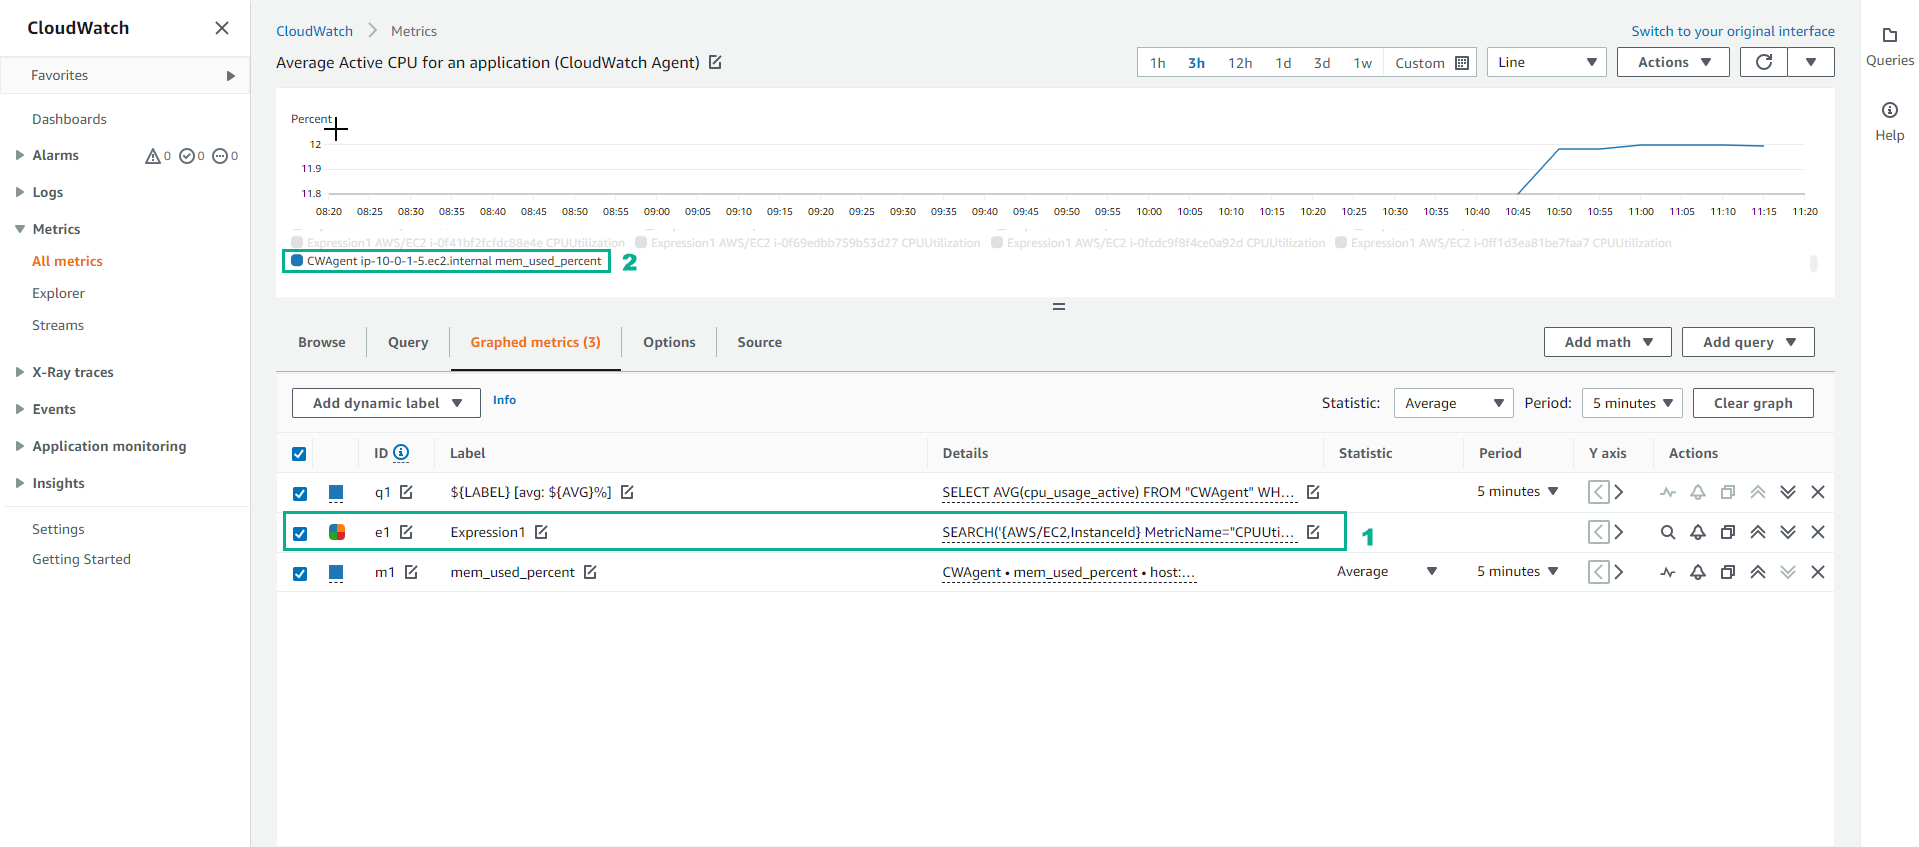 CloudWatch
Favorites
Dashboards
Alarms 0 0 0
Logs
Metrics
All metrics
Explorer
Streams
X-Ray traces
Events
Application monitoring
Insights
Settings
Getting Started
CloudWatch Metrics
Switch to your original interface
Average Active CPU for an application (CloudWatch Agent)
1h 3h 12h 1d 3d 1w Custom Line Actions
Percent
12
11.9
11.8
08:20 08:25 08:30 08:35 08:40 08:45 08:50 08:55 09:00 09:05 09:10 09:15 09:20 09:25 09:30 09:35 09:40 09:45 09:50 09:55 10:00 10:05 10:10 10:15 10:20 10:25 10:30 10:35 10:40 10:45 10:50 10:55 11:00 11:05 11:10 11:15 11:20
Expression1 AWS/EC2 i-0f41bf2fcfdc88e4e CPUUtilization Expression1 AWS/EC2 i-0f69edbb759b53d27 CPUUtilization Expression1 AWS/EC2 i-0fcdc9f8f4ce0a92d CPUUtilization Expression1 AWS/EC2 i-0ff1d3ea81be7faa7 CPUUtilization
CWAgent ip-10-0-1-5.ec2.internal mem_used_percent 2
Browse Query Graphed metrics (3) Options Source Add math Add query
Add dynamic label Info Statistic: Average Period: 5 minutes Clear graph
ID Label Details Statistic Period Y axis Actions
q1 ${LABEL} [avg: ${AVG}%] SELECT AVG(cpu_usage_active) FROM "CWAgent" WH... 5 minutes
e1 Expression1 SEARCH('{AWS/EC2,InstanceId} MetricName="CPUUti... 1
m1 mem_used_percent CWAgent • mem_used_percent • host:... Average 5 minutes
Queries
Help